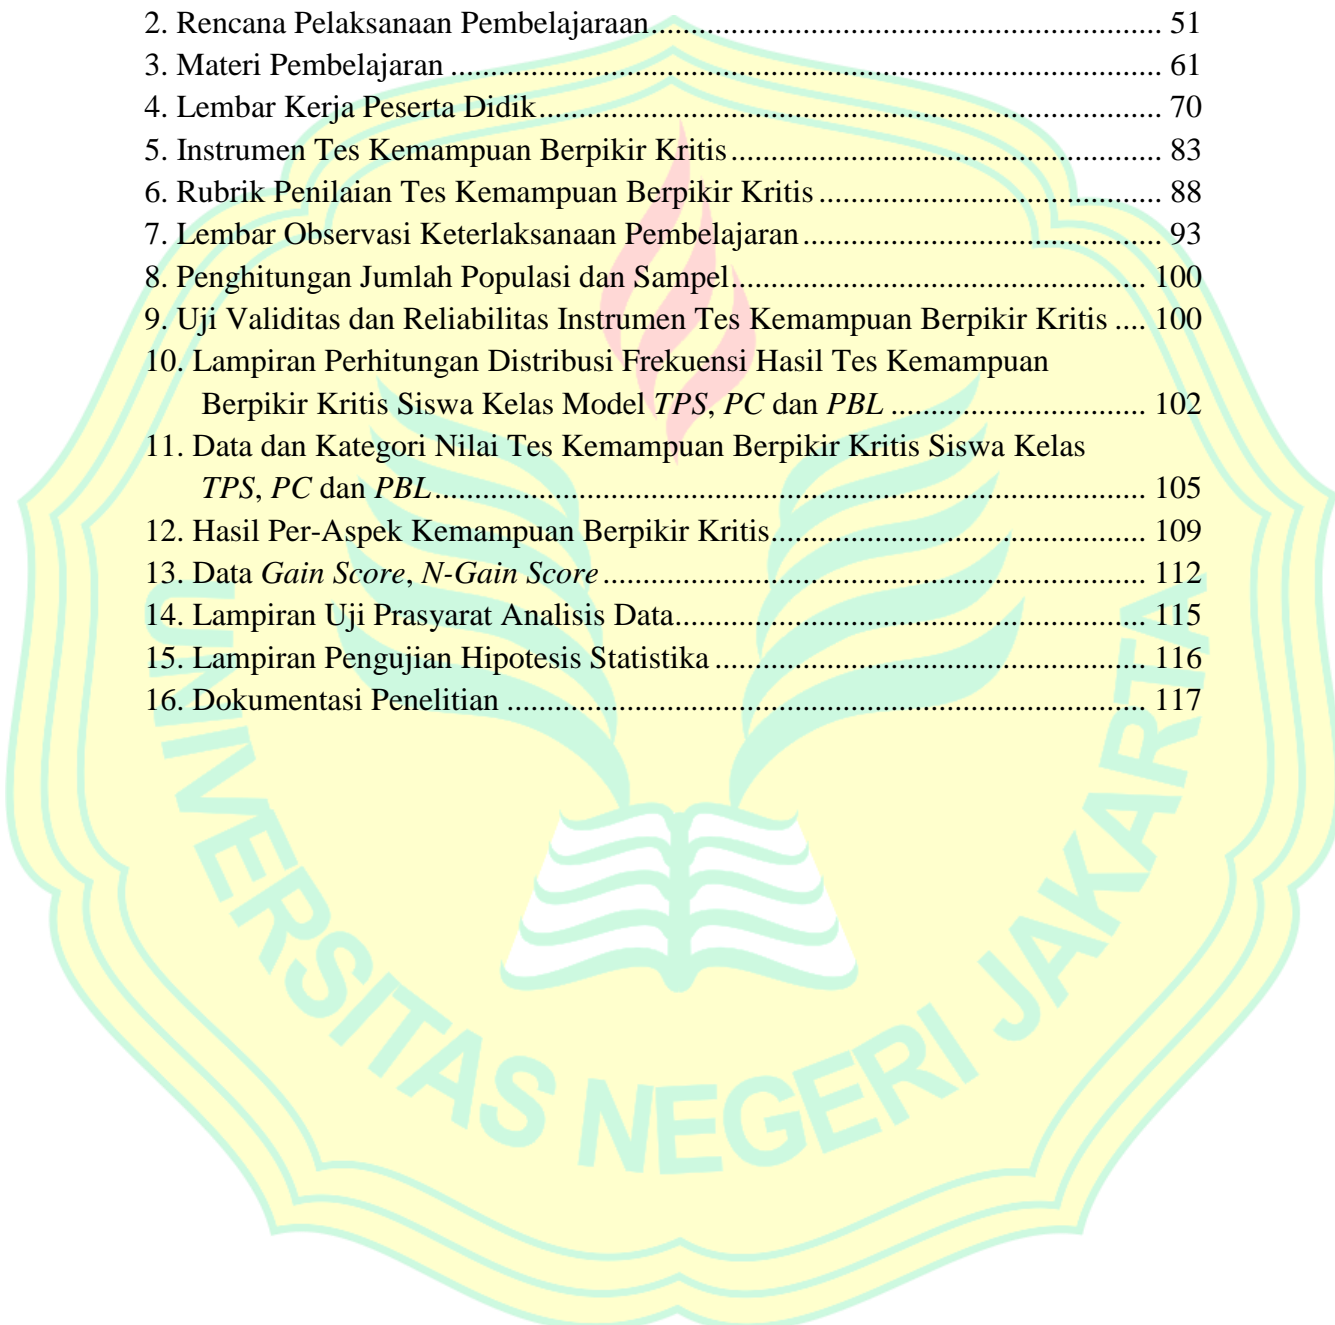 2. Rencana Pelaksanaan Pembelajaraan............................................................... 51
3. Materi Pembelajaran ........................................................................................ 61
4. Lembar Kerja Peserta Didik............................................................................. 70
5. Instrumen Tes Kemampuan Berpikir Kritis ..................................................... 83
6. Rubrik Penilaian Tes Kemampuan Berpikir Kritis .......................................... 88
7. Lembar Observasi Keterlaksanaan Pembelajaran ............................................ 93
8. Penghitungan Jumlah Populasi dan Sampel................................................... 100
9. Uji Validitas dan Reliabilitas Instrumen Tes Kemampuan Berpikir Kritis .... 100
10. Lampiran Perhitungan Distribusi Frekuensi Hasil Tes Kemampuan
Berpikir Kritis Siswa Kelas Model TPS, PC dan PBL ............................... 102
11. Data dan Kategori Nilai Tes Kemampuan Berpikir Kritis Siswa Kelas
TPS, PC dan PBL........................................................................................ 105
12. Hasil Per-Aspek Kemampuan Berpikir Kritis.............................................. 109
13. Data Gain Score, N-Gain Score ................................................................... 112
14. Lampiran Uji Prasyarat Analisis Data.......................................................... 115
15. Lampiran Pengujian Hipotesis Statistika ..................................................... 116
16. Dokumentasi Penelitian ............................................................................... 117
UNIVERSITAS NEGERI JAKARTA